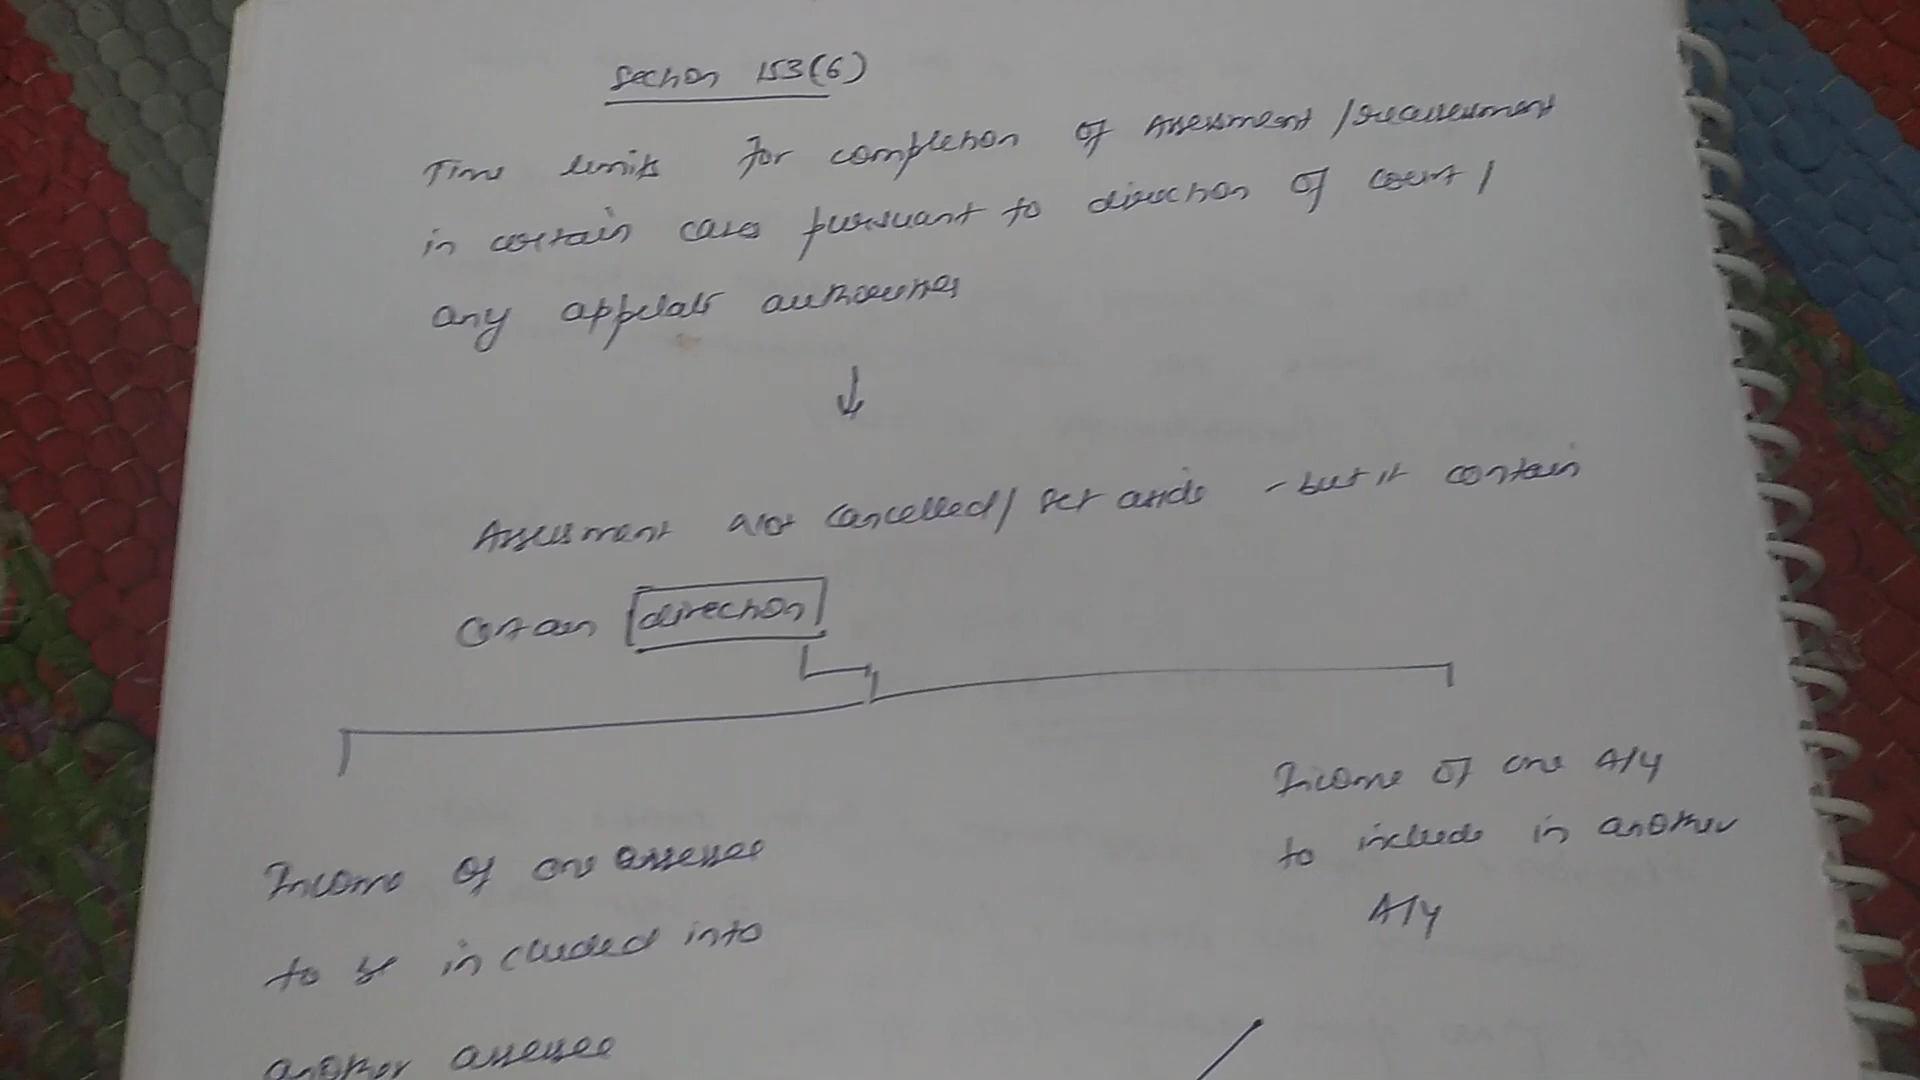 Section 153(6)
Time limits for completion of Assessment / reassessment
in certain cases pursuant to direction of court /
any appelate authorities
↓
Assessment not cancelled / set aside - but it contain
certain direction
Income of one A/y
to include in another
A/y
Income of one assessee
to be included into
another assessee